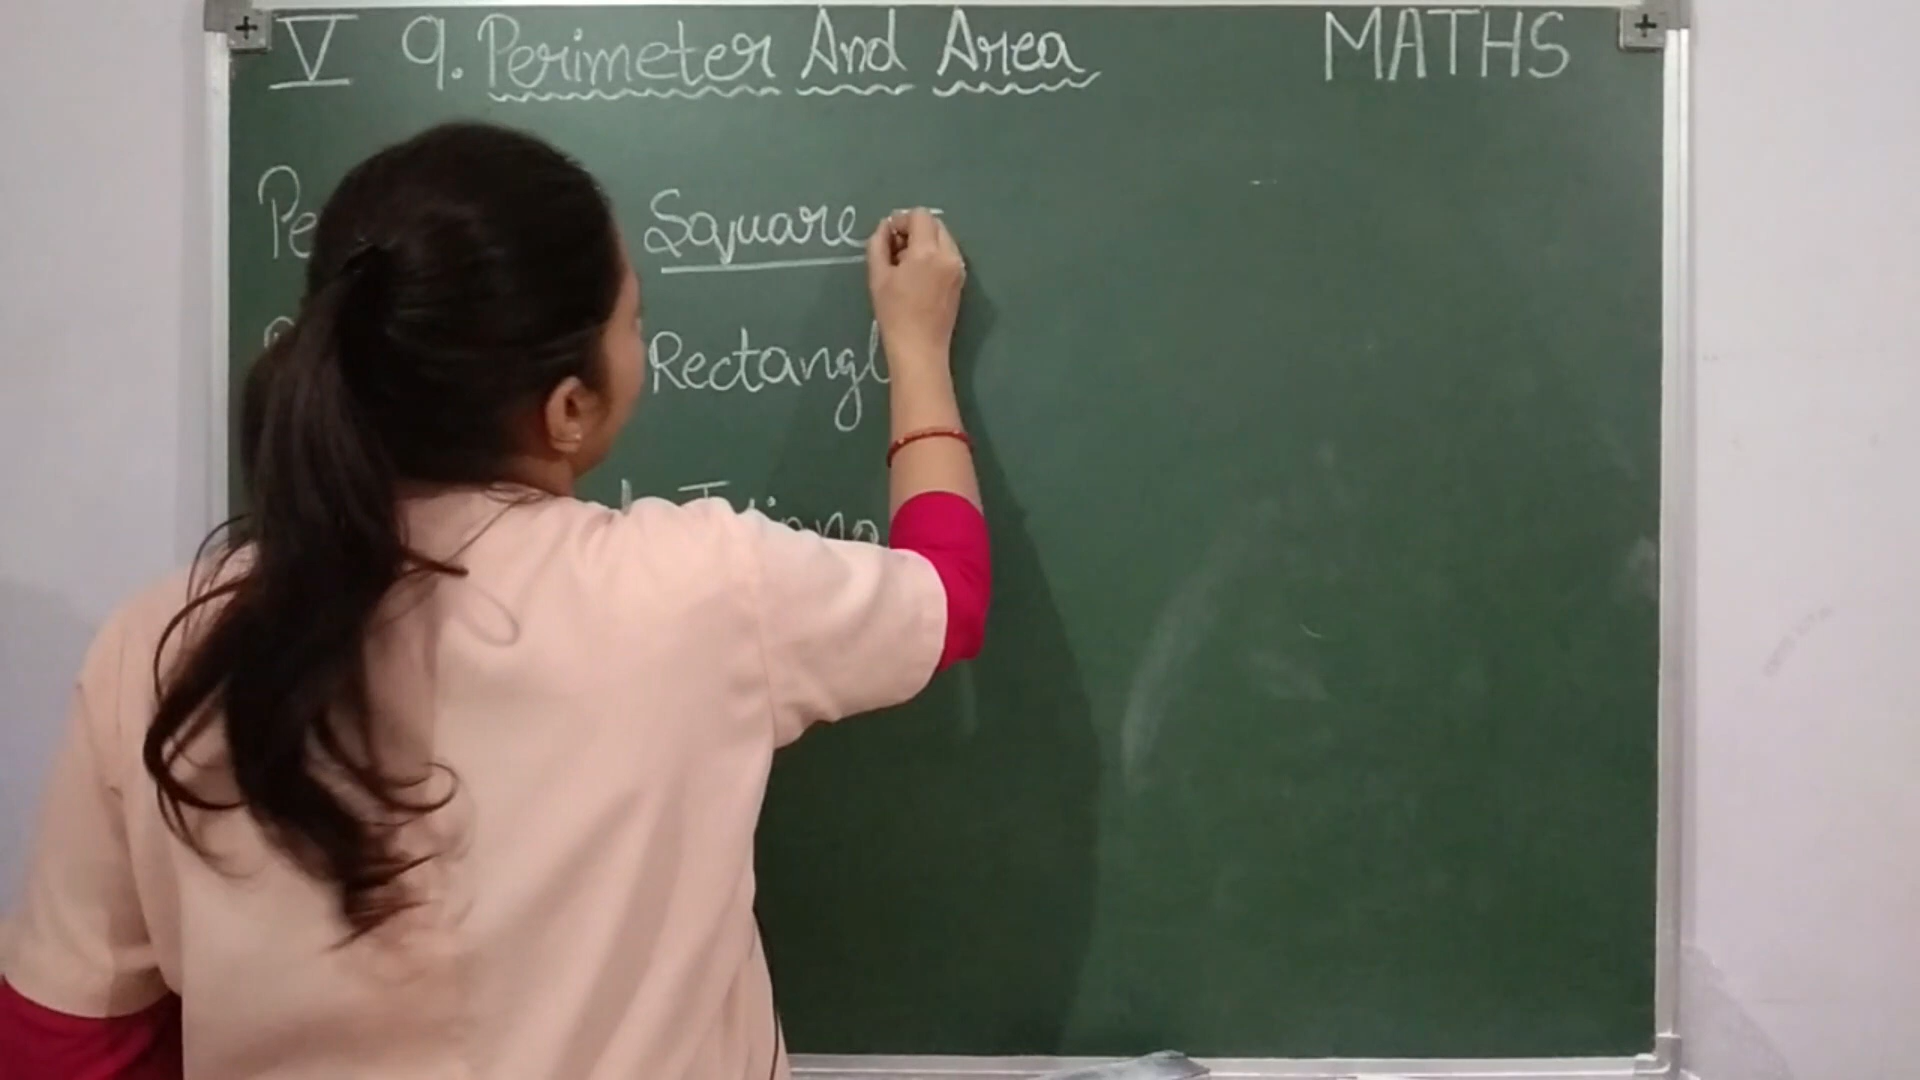 V 9. Perimeter And Area MATHS
Square =
Rectangl